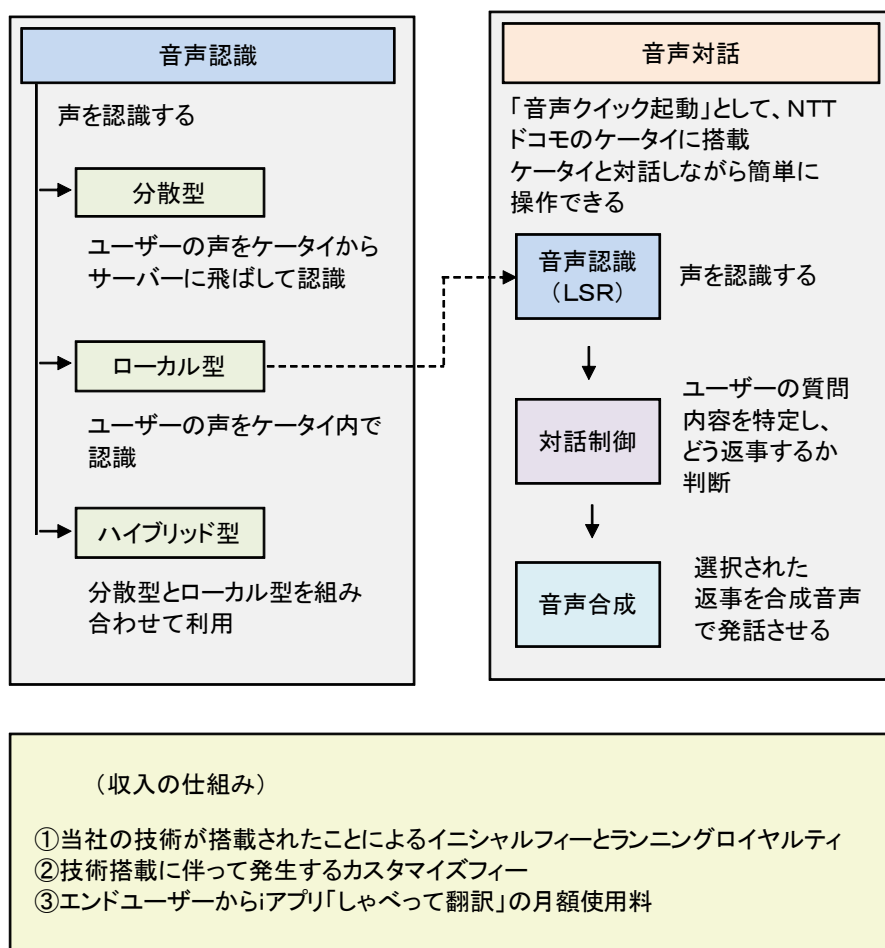 音声認識
声を認識する
分散型
ユーザーの声をケータイから
サーバーに飛ばして認識
ローカル型
ユーザーの声をケータイ内で
認識
ハイブリッド型
分散型とローカル型を組み
合わせて利用
音声対話
「音声クイック起動」として、NTT
ドコモのケータイに搭載
ケータイと対話しながら簡単に
操作できる
音声認識
（LSR）
声を認識する
対話制御
ユーザーの質問
内容を特定し、
どう返事するか
判断
音声合成
選択された
返事を合成音声
で発話させる
（収入の仕組み）
①当社の技術が搭載されたことによるイニシャルフィーとランニングロイヤルティ
②技術搭載に伴って発生するカスタマイズフィー
③エンドユーザーからiアプリ「しゃべって翻訳」の月額使用料